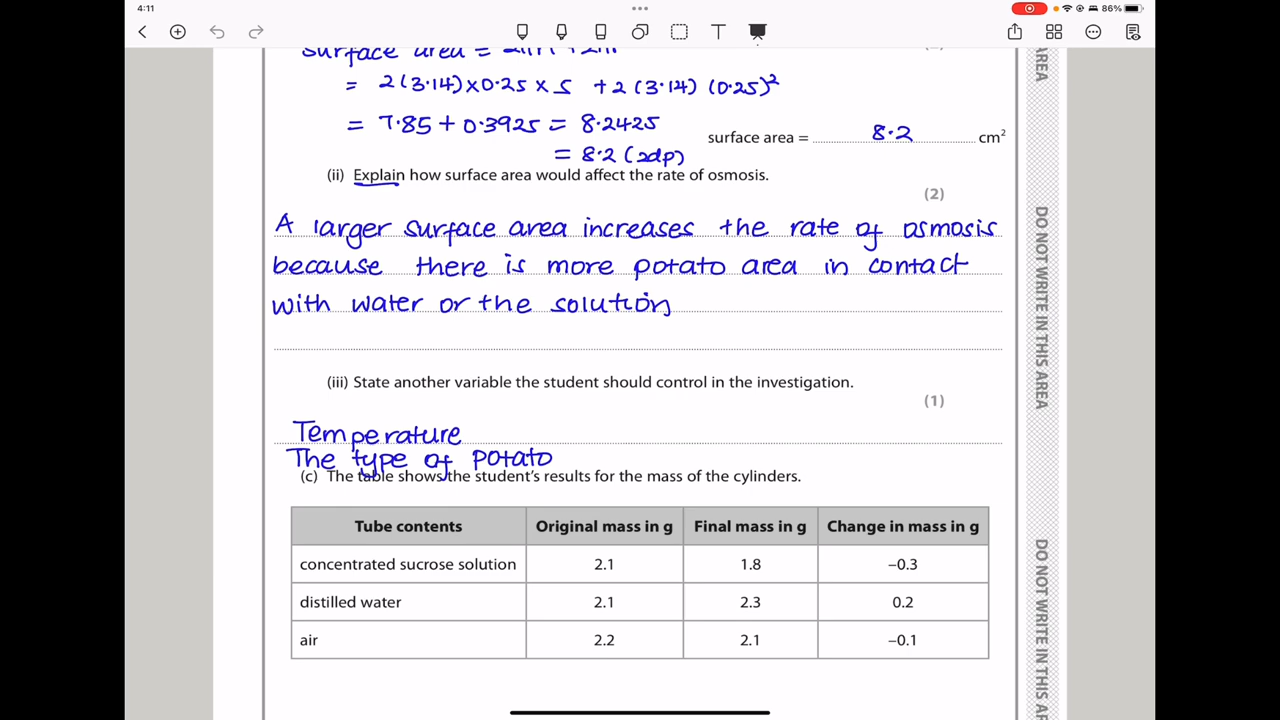 4:11
86%
surface area = 2πrh + 2πr
= 2(3·14)×0·25×5 + 2(3·14)(0·25)²
= 7·85 + 0·3925 = 8·2425
surface area = 8·2 cm²
= 8·2 (2dp)
(ii) Explain how surface area would affect the rate of osmosis.
(2)
A larger surface area increases the rate of osmosis
because there is more potato area in contact
with water or the solution
(iii) State another variable the student should control in the investigation.
(1)
Temperature
The type of potato
(c) The table shows the student's results for the mass of the cylinders.
Tube contents Original mass in g Final mass in g Change in mass in g
concentrated sucrose solution 2.1 1.8 −0.3
distilled water 2.1 2.3 0.2
air 2.2 2.1 −0.1
AREA
DO NOT WRITE IN THIS AREA
DO NOT WRITE IN THIS AR